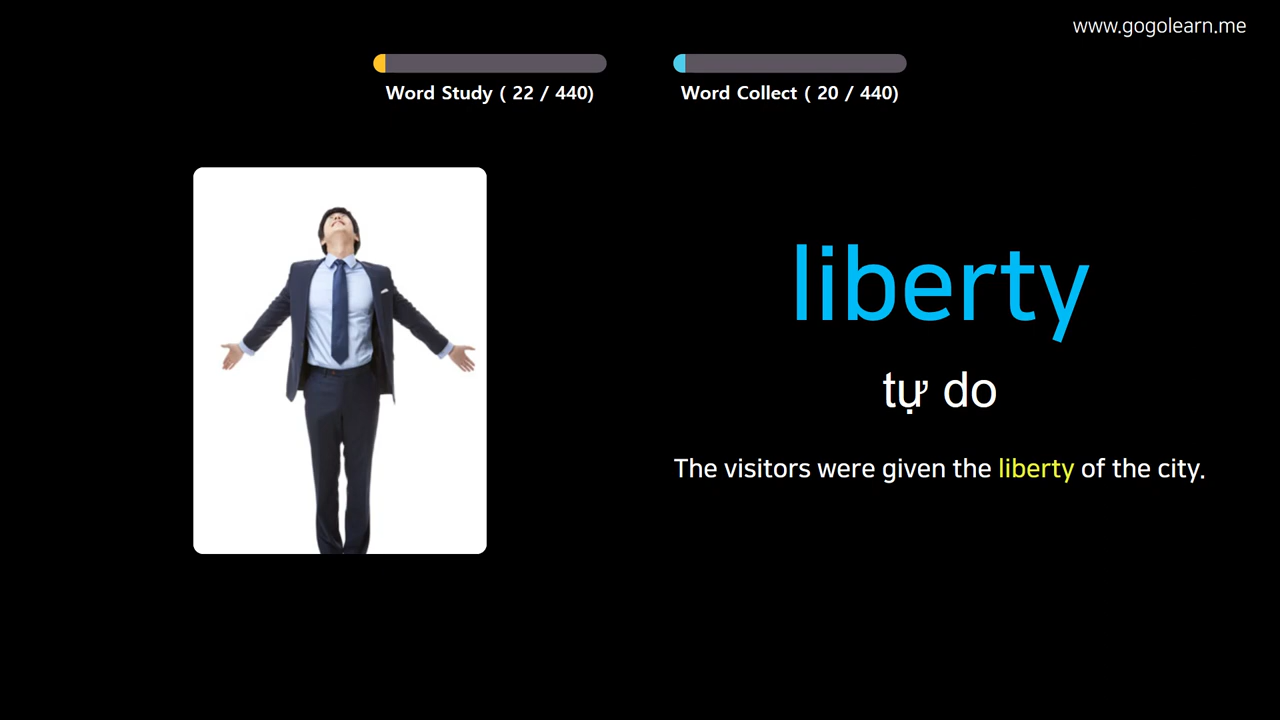 www.gogolearn.me
Word Study ( 22 / 440)
Word Collect ( 20 / 440)
liberty
tự do
The visitors were given the liberty of the city.